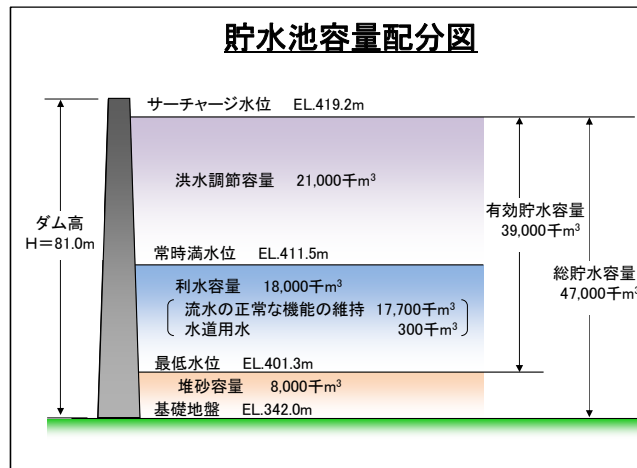 貯水池容量配分図
サーチャージ水位 EL.419.2m
洪水調節容量 21,000千m³
有効貯水容量
39,000千m³
ダム高
H=81.0m
常時満水位 EL.411.5m
総貯水容量
47,000千m³
利水容量 18,000千m³
流水の正常な機能の維持 17,700千m³
水道用水 300千m³
最低水位 EL.401.3m
堆砂容量 8,000千m³
基礎地盤 EL.342.0m